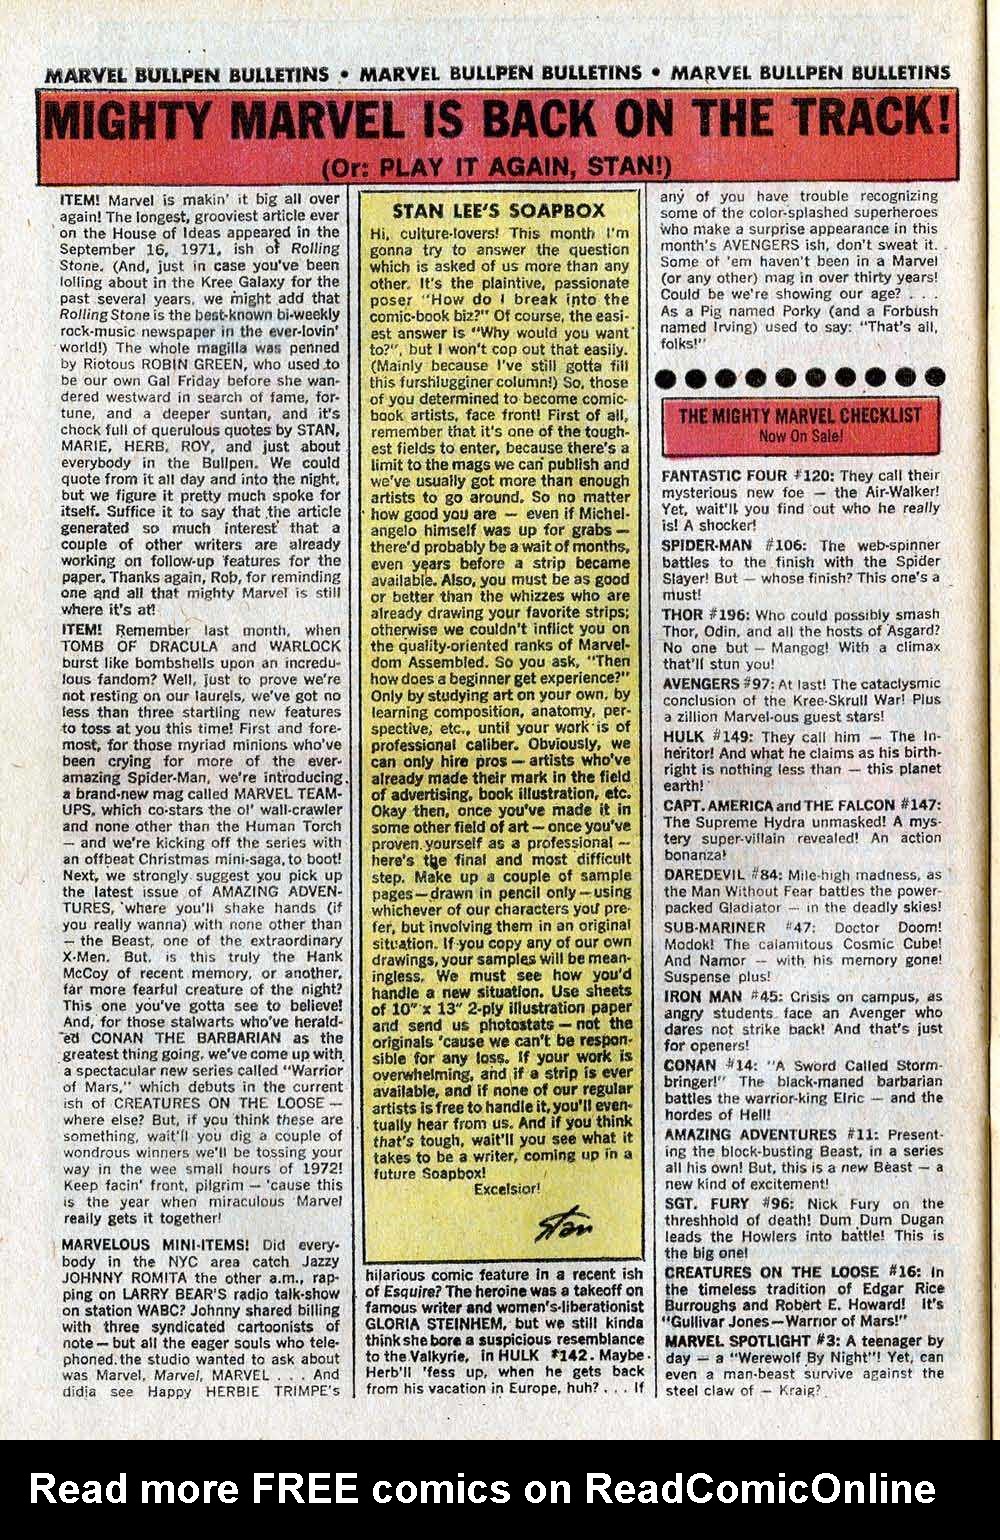 MARVEL BULLPEN BULLETINS • MARVEL BULLPEN BULLETINS • MARVEL BULLPEN BULLETINS
MIGHTY MARVEL IS BACK ON THE TRACK!
(Or: PLAY IT AGAIN, STAN!)
ITEM! Marvel is makin' it big all over
again! The longest, grooviest article ever
on the House of Ideas appeared in the
September 16, 1971, ish of Rolling
Stone. (And, just in case you've been
lolling about in the Kree Galaxy for the
past several years, we might add that
Rolling Stone is the best-known bi-weekly
rock-music newspaper in the ever-lovin'
world!) The whole magilla was penned
by Riotous ROBIN GREEN, who used to
be our own Gal Friday before she wan-
dered westward in search of fame, for-
tune, and a deeper suntan, and it's
chock full of querulous quotes by STAN,
MARIE, HERB, ROY, and just about
everybody in the Bullpen. We could
quote from it all day and into the night,
but we figure it pretty much spoke for
itself. Suffice it to say that the article
generated so much interest that a
couple of other writers are already
working on follow-up features for the
paper. Thanks again, Rob, for reminding
one and all that mighty Marvel is still
where it's at!
ITEM! Remember last month, when
TOMB OF DRACULA and WARLOCK
burst like bombshells upon an incredu-
lous fandom? Well, just to prove we're
not resting on our laurels, we've got no
less than three startling new features
to toss at you this time! First and fore-
most, for those myriad minions who've
been crying for more of the ever-
amazing Spider-Man, we're introducing
a brand-new mag called MARVEL TEAM-
UPS, which co-stars the ol' wall-crawler
and none other than the Human Torch
— and we're kicking off the series with
an offbeat Christmas mini-saga, to boot!
Next, we strongly suggest you pick up
the latest issue of AMAZING ADVEN-
TURES, where you'll shake hands (if
you really wanna) with none other than
— the Beast, one of the extraordinary
X-Men. But, is this truly the Hank
McCoy of recent memory, or another,
far more fearful creature of the night?
This one you've gotta see to believe!
And, for those stalwarts who've herald-
ed CONAN THE BARBARIAN as the
greatest thing going, we've come up with
a spectacular new series called "Warrior
of Mars," which debuts in the current
ish of CREATURES ON THE LOOSE —
where else? But, if you think these are
something, wait'll you dig a couple of
wondrous winners we'll be tossing your
way in the wee small hours of 1972!
Keep facin' front, pilgrim — 'cause this
is the year when miraculous Marvel
really gets it together!
MARVELOUS MINI-ITEMS! Did every-
body in the NYC area catch Jazzy
JOHNNY ROMITA the other a.m., rap-
ping on LARRY BEAR'S radio talk-show
on station WABC? Johnny shared billing
with three syndicated cartoonists of
note — but all the eager souls who tele-
phoned the studio wanted to ask about
was Marvel, Marvel, MARVEL . . . And
didja see Happy HERBIE TRIMPE'S
STAN LEE'S SOAPBOX
Hi, culture-lovers! This month I'm
gonna try to answer the question
which is asked of us more than any
other. It's the plaintive, passionate
poser "How do I break into the
comic-book biz?" Of course, the easi-
est answer is "Why would you want
to?", but I won't cop out that easily.
(Mainly because I've still gotta fill
this furshlugginer column!) So, those
of you determined to become comic-
book artists, face front! First of all,
remember that it's one of the tough-
est fields to enter, because there's a
limit to the mags we can publish and
we've usually got more than enough
artists to go around. So no matter
how good you are — even if Michel-
angelo himself was up for grabs —
there'd probably be a wait of months,
even years before a strip became
available. Also, you must be as good
or better than the whizzes who are
already drawing your favorite strips;
otherwise we couldn't inflict you on
the quality-oriented ranks of Marvel-
dom Assembled. So you ask, "Then
how does a beginner get experience?"
Only by studying art on your own, by
learning composition, anatomy, per-
spective, etc., until your work is of
professional caliber. Obviously, we
can only hire pros — artists who've
already made their mark in the field
of advertising, book illustration, etc.
Okay then, once you've made it in
some other field of art — once you've
proven yourself as a professional —
here's the final and most difficult
step. Make up a couple of sample
pages — drawn in pencil only — using
whichever of our characters you pre-
fer, but involving them in an original
situation. If you copy any of our own
drawings, your samples will be mean-
ingless. We must see how you'd
handle a new situation. Use sheets
of 10" x 13" 2-ply illustration paper
and send us photostats — not the
originals 'cause we can't be respon-
sible for any loss. If your work is
overwhelming, and if a strip is ever
available, and if none of our regular
artists is free to handle it, you'll even-
tually hear from us. And if you think
that's tough, wait'll you see what it
takes to be a writer, coming up in a
future Soapbox!
Excelsior!
Stan
hilarious comic feature in a recent ish
of Esquire? The heroine was a takeoff on
famous writer and women's-liberationist
GLORIA STEINHEM, but we still kinda
think she bore a suspicious resemblance
to the Valkyrie, in HULK #142. Maybe
Herb'll 'fess up, when he gets back
from his vacation in Europe, huh? . . . If
any of you have trouble recognizing
some of the color-splashed superheroes
who make a surprise appearance in this
month's AVENGERS ish, don't sweat it.
Some of 'em haven't been in a Marvel
(or any other) mag in over thirty years!
Could be we're showing our age? . . .
As a Pig named Porky (and a Forbush
named Irving) used to say: "That's all,
folks!"
THE MIGHTY MARVEL CHECKLIST
Now On Sale!
FANTASTIC FOUR #120: They call their
mysterious new foe — the Air-Walker!
Yet, wait'll you find out who he really
is! A shocker!
SPIDER-MAN #106: The web-spinner
battles to the finish with the Spider
Slayer! But — whose finish? This one's a
must!
THOR #196: Who could possibly smash
Thor, Odin, and all the hosts of Asgard?
No one but — Mangog! With a climax
that'll stun you!
AVENGERS #97: At last! The cataclysmic
conclusion of the Kree-Skrull War! Plus
a zillion Marvel-ous guest stars!
HULK #149: They call him — The In-
heritor! And what he claims as his birth-
right is nothing less than — this planet
earth!
CAPT. AMERICA and THE FALCON #147:
The Supreme Hydra unmasked! A mys-
tery super-villain revealed! An action
bonanza!
DAREDEVIL #84: Mile-high madness, as
the Man Without Fear battles the power-
packed Gladiator — in the deadly skies!
SUB-MARINER #47: Doctor Doom!
Modok! The calamitous Cosmic Cube!
And Namor — with his memory gone!
Suspense plus!
IRON MAN #45: Crisis on campus, as
angry students face an Avenger who
dares not strike back! And that's just
for openers!
CONAN #14: "A Sword Called Storm-
bringer!" The black-maned barbarian
battles the warrior-king Elric — and the
hordes of Hell!
AMAZING ADVENTURES #11: Present-
ing the block-busting Beast, in a series
all his own! But, this is a new Beast — a
new kind of excitement!
SGT. FURY #96: Nick Fury on the
threshhold of death! Dum Dum Dugan
leads the Howlers into battle! This is
the big one!
CREATURES ON THE LOOSE #16: In
the timeless tradition of Edgar Rice
Burroughs and Robert E. Howard! It's
"Gullivar Jones—Warrior of Mars!"
MARVEL SPOTLIGHT #3: A teenager by
day — a "Werewolf By Night"! Yet, can
even a man-beast survive against the
steel claw of — Kraig?
Read more FREE comics on ReadComicOnline